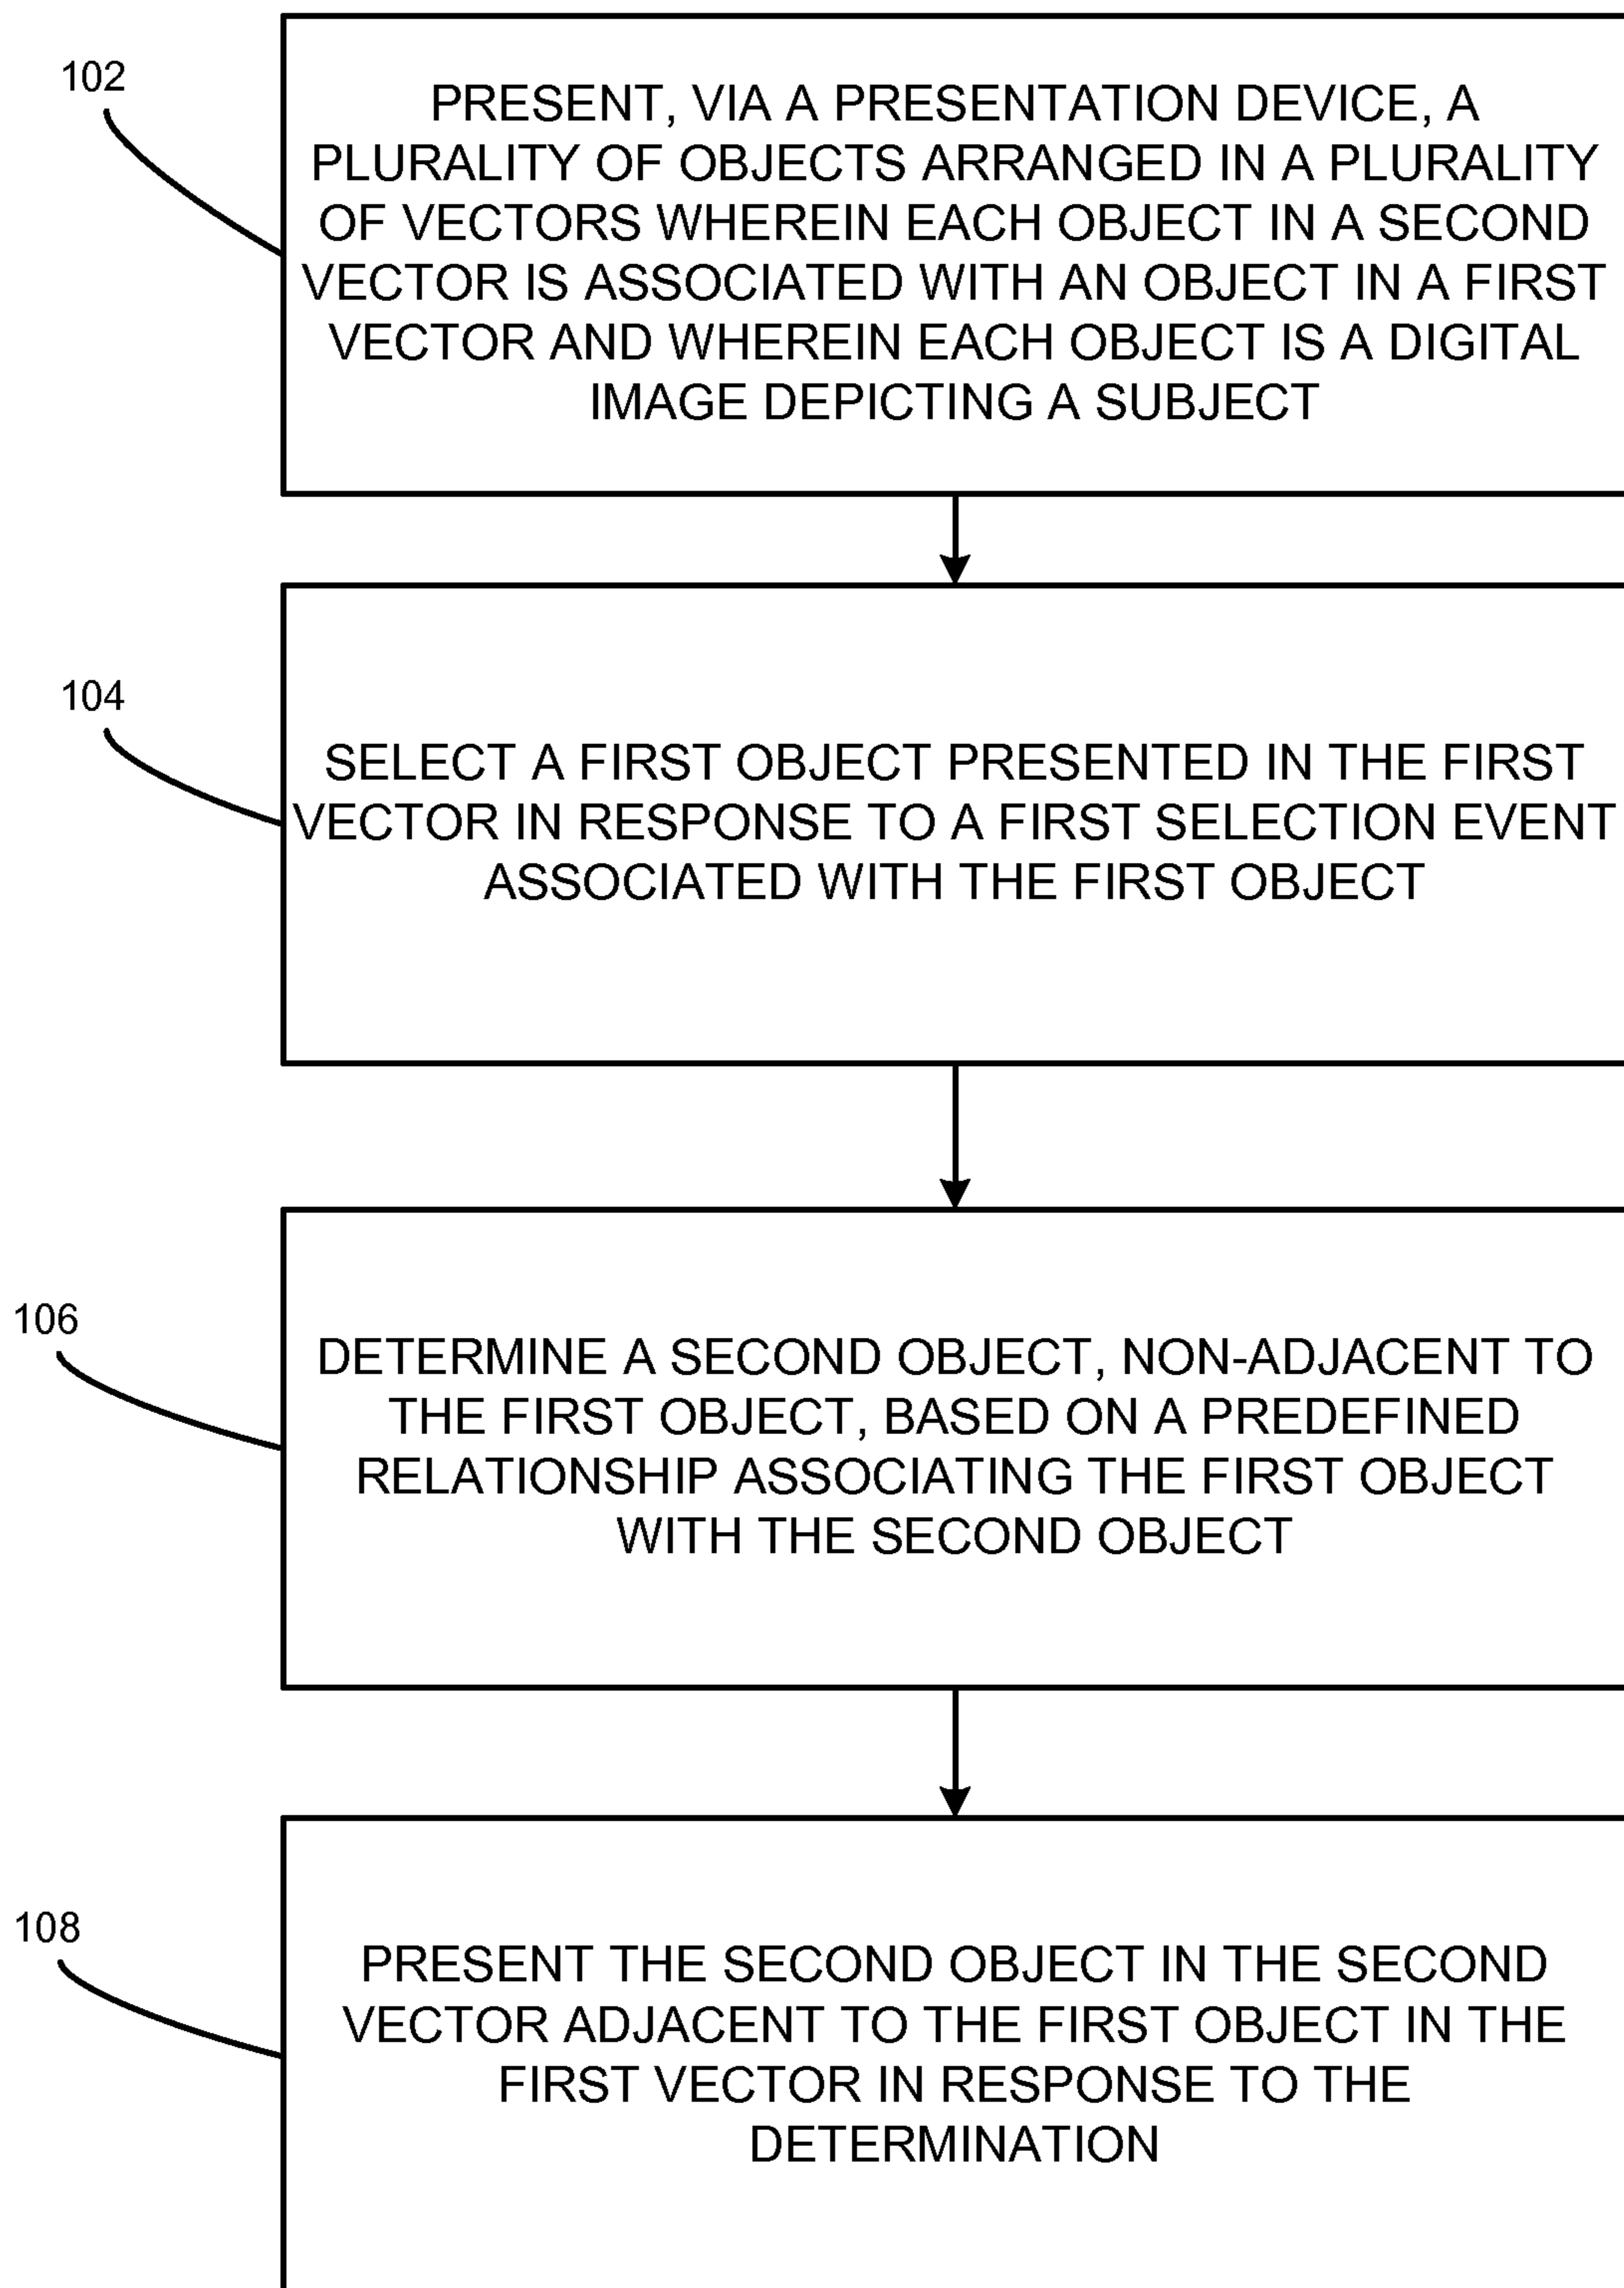 102
PRESENT, VIA A PRESENTATION DEVICE, A
PLURALITY OF OBJECTS ARRANGED IN A PLURALITY
OF VECTORS WHEREIN EACH OBJECT IN A SECOND
VECTOR IS ASSOCIATED WITH AN OBJECT IN A FIRST
VECTOR AND WHEREIN EACH OBJECT IS A DIGITAL
IMAGE DEPICTING A SUBJECT
104
SELECT A FIRST OBJECT PRESENTED IN THE FIRST
VECTOR IN RESPONSE TO A FIRST SELECTION EVENT
ASSOCIATED WITH THE FIRST OBJECT
106
DETERMINE A SECOND OBJECT, NON-ADJACENT TO
THE FIRST OBJECT, BASED ON A PREDEFINED
RELATIONSHIP ASSOCIATING THE FIRST OBJECT
WITH THE SECOND OBJECT
108
PRESENT THE SECOND OBJECT IN THE SECOND
VECTOR ADJACENT TO THE FIRST OBJECT IN THE
FIRST VECTOR IN RESPONSE TO THE
DETERMINATION